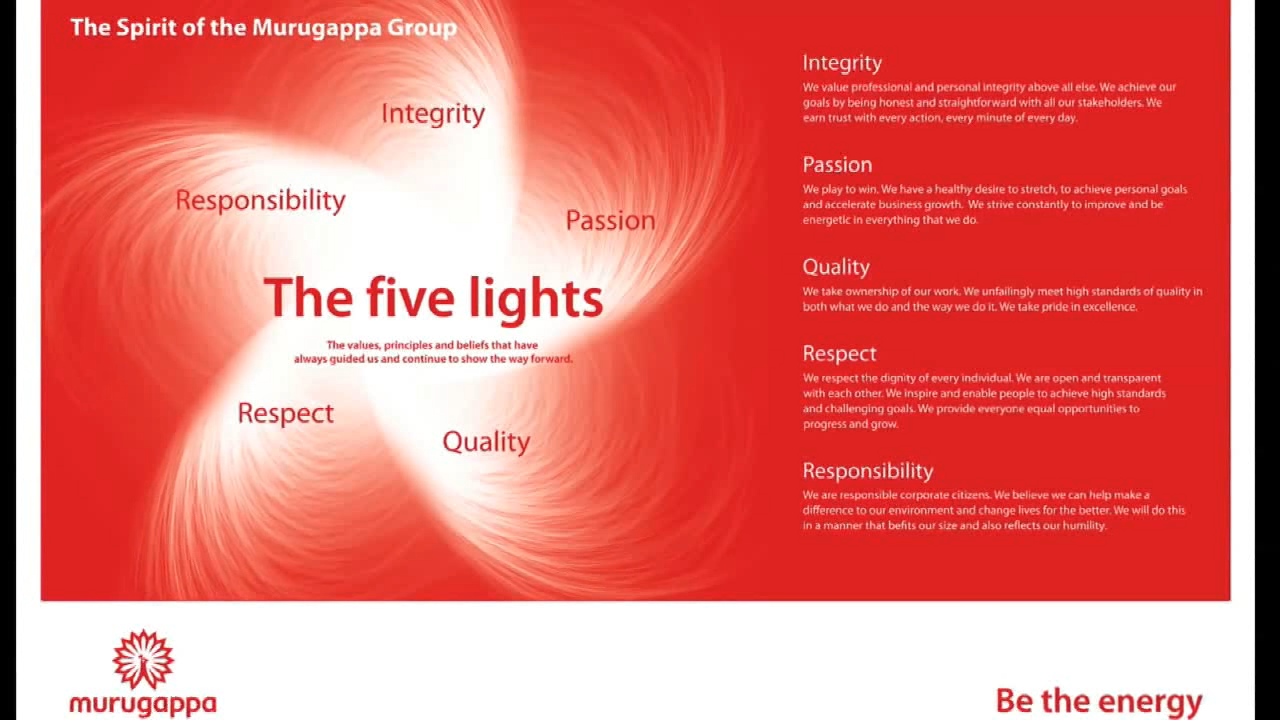 The Spirit of the Murugappa Group
Integrity
Responsibility
Passion
The five lights
The values, principles and beliefs that have
always guided us and continue to show the way forward.
Respect
Quality
Integrity
We value professional and personal integrity above all else. We achieve our
goals by being honest and straightforward with all our stakeholders. We
earn trust with every action, every minute of every day.
Passion
We play to win. We have a healthy desire to stretch, to achieve personal goals
and accelerate business growth. We strive constantly to improve and be
energetic in everything that we do.
Quality
We take ownership of our work. We unfailingly meet high standards of quality in
both what we do and the way we do it. We take pride in excellence.
Respect
We respect the dignity of every individual. We are open and transparent
with each other. We inspire and enable people to achieve high standards
and challenging goals. We provide everyone equal opportunities to
progress and grow.
Responsibility
We are responsible corporate citizens. We believe we can help make a
difference to our environment and change lives for the better. We will do this
in a manner that befits our size and also reflects our humility.
murugappa
Be the energy